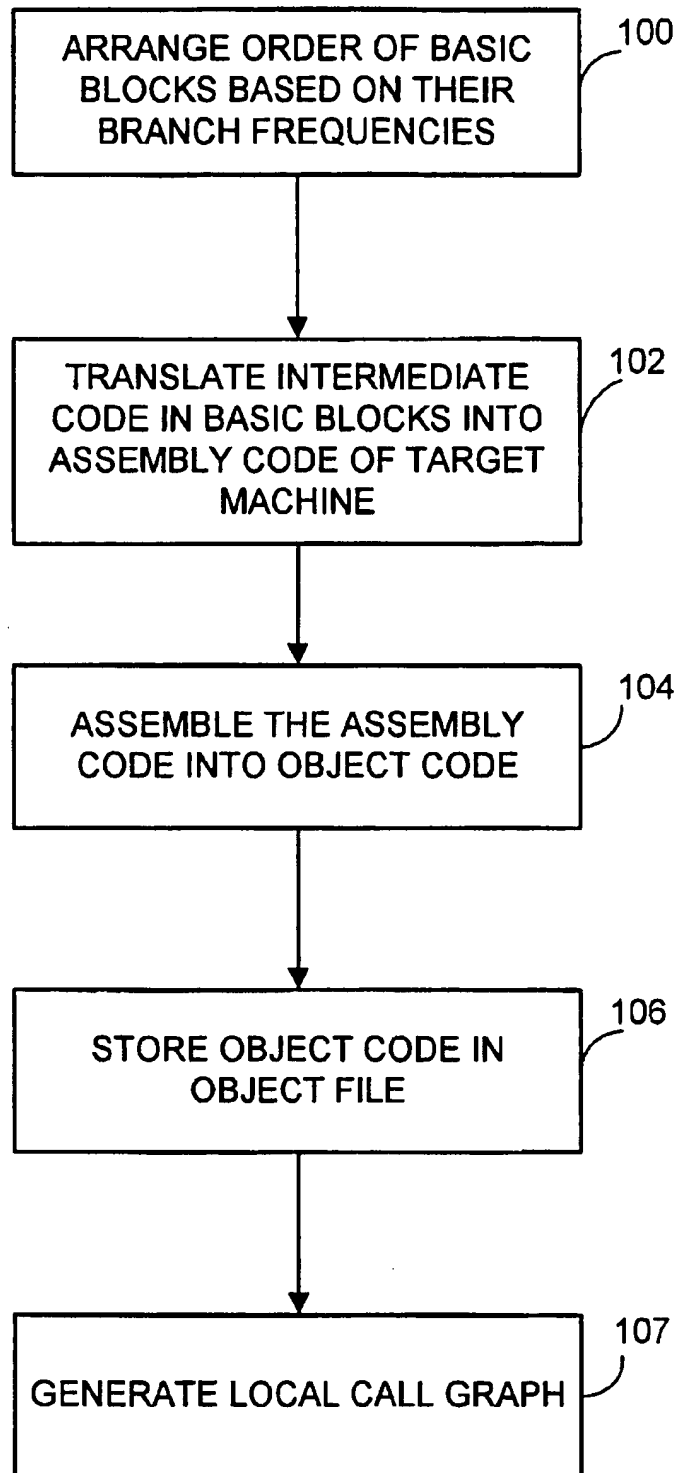 ARRANGE ORDER OF BASIC
BLOCKS BASED ON THEIR
BRANCH FREQUENCIES
100
TRANSLATE INTERMEDIATE
CODE IN BASIC BLOCKS INTO
ASSEMBLY CODE OF TARGET
MACHINE
102
ASSEMBLE THE ASSEMBLY
CODE INTO OBJECT CODE
104
STORE OBJECT CODE IN
OBJECT FILE
106
GENERATE LOCAL CALL GRAPH
107